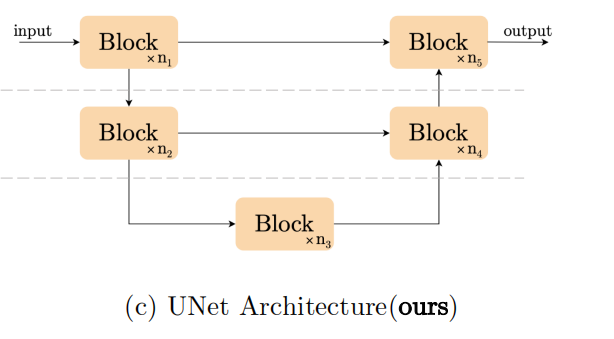 input
output
Block
×n₁
Block
×n₅
Block
×n₂
Block
×n₄
Block
×n₃
(c) UNet Architecture(ours)